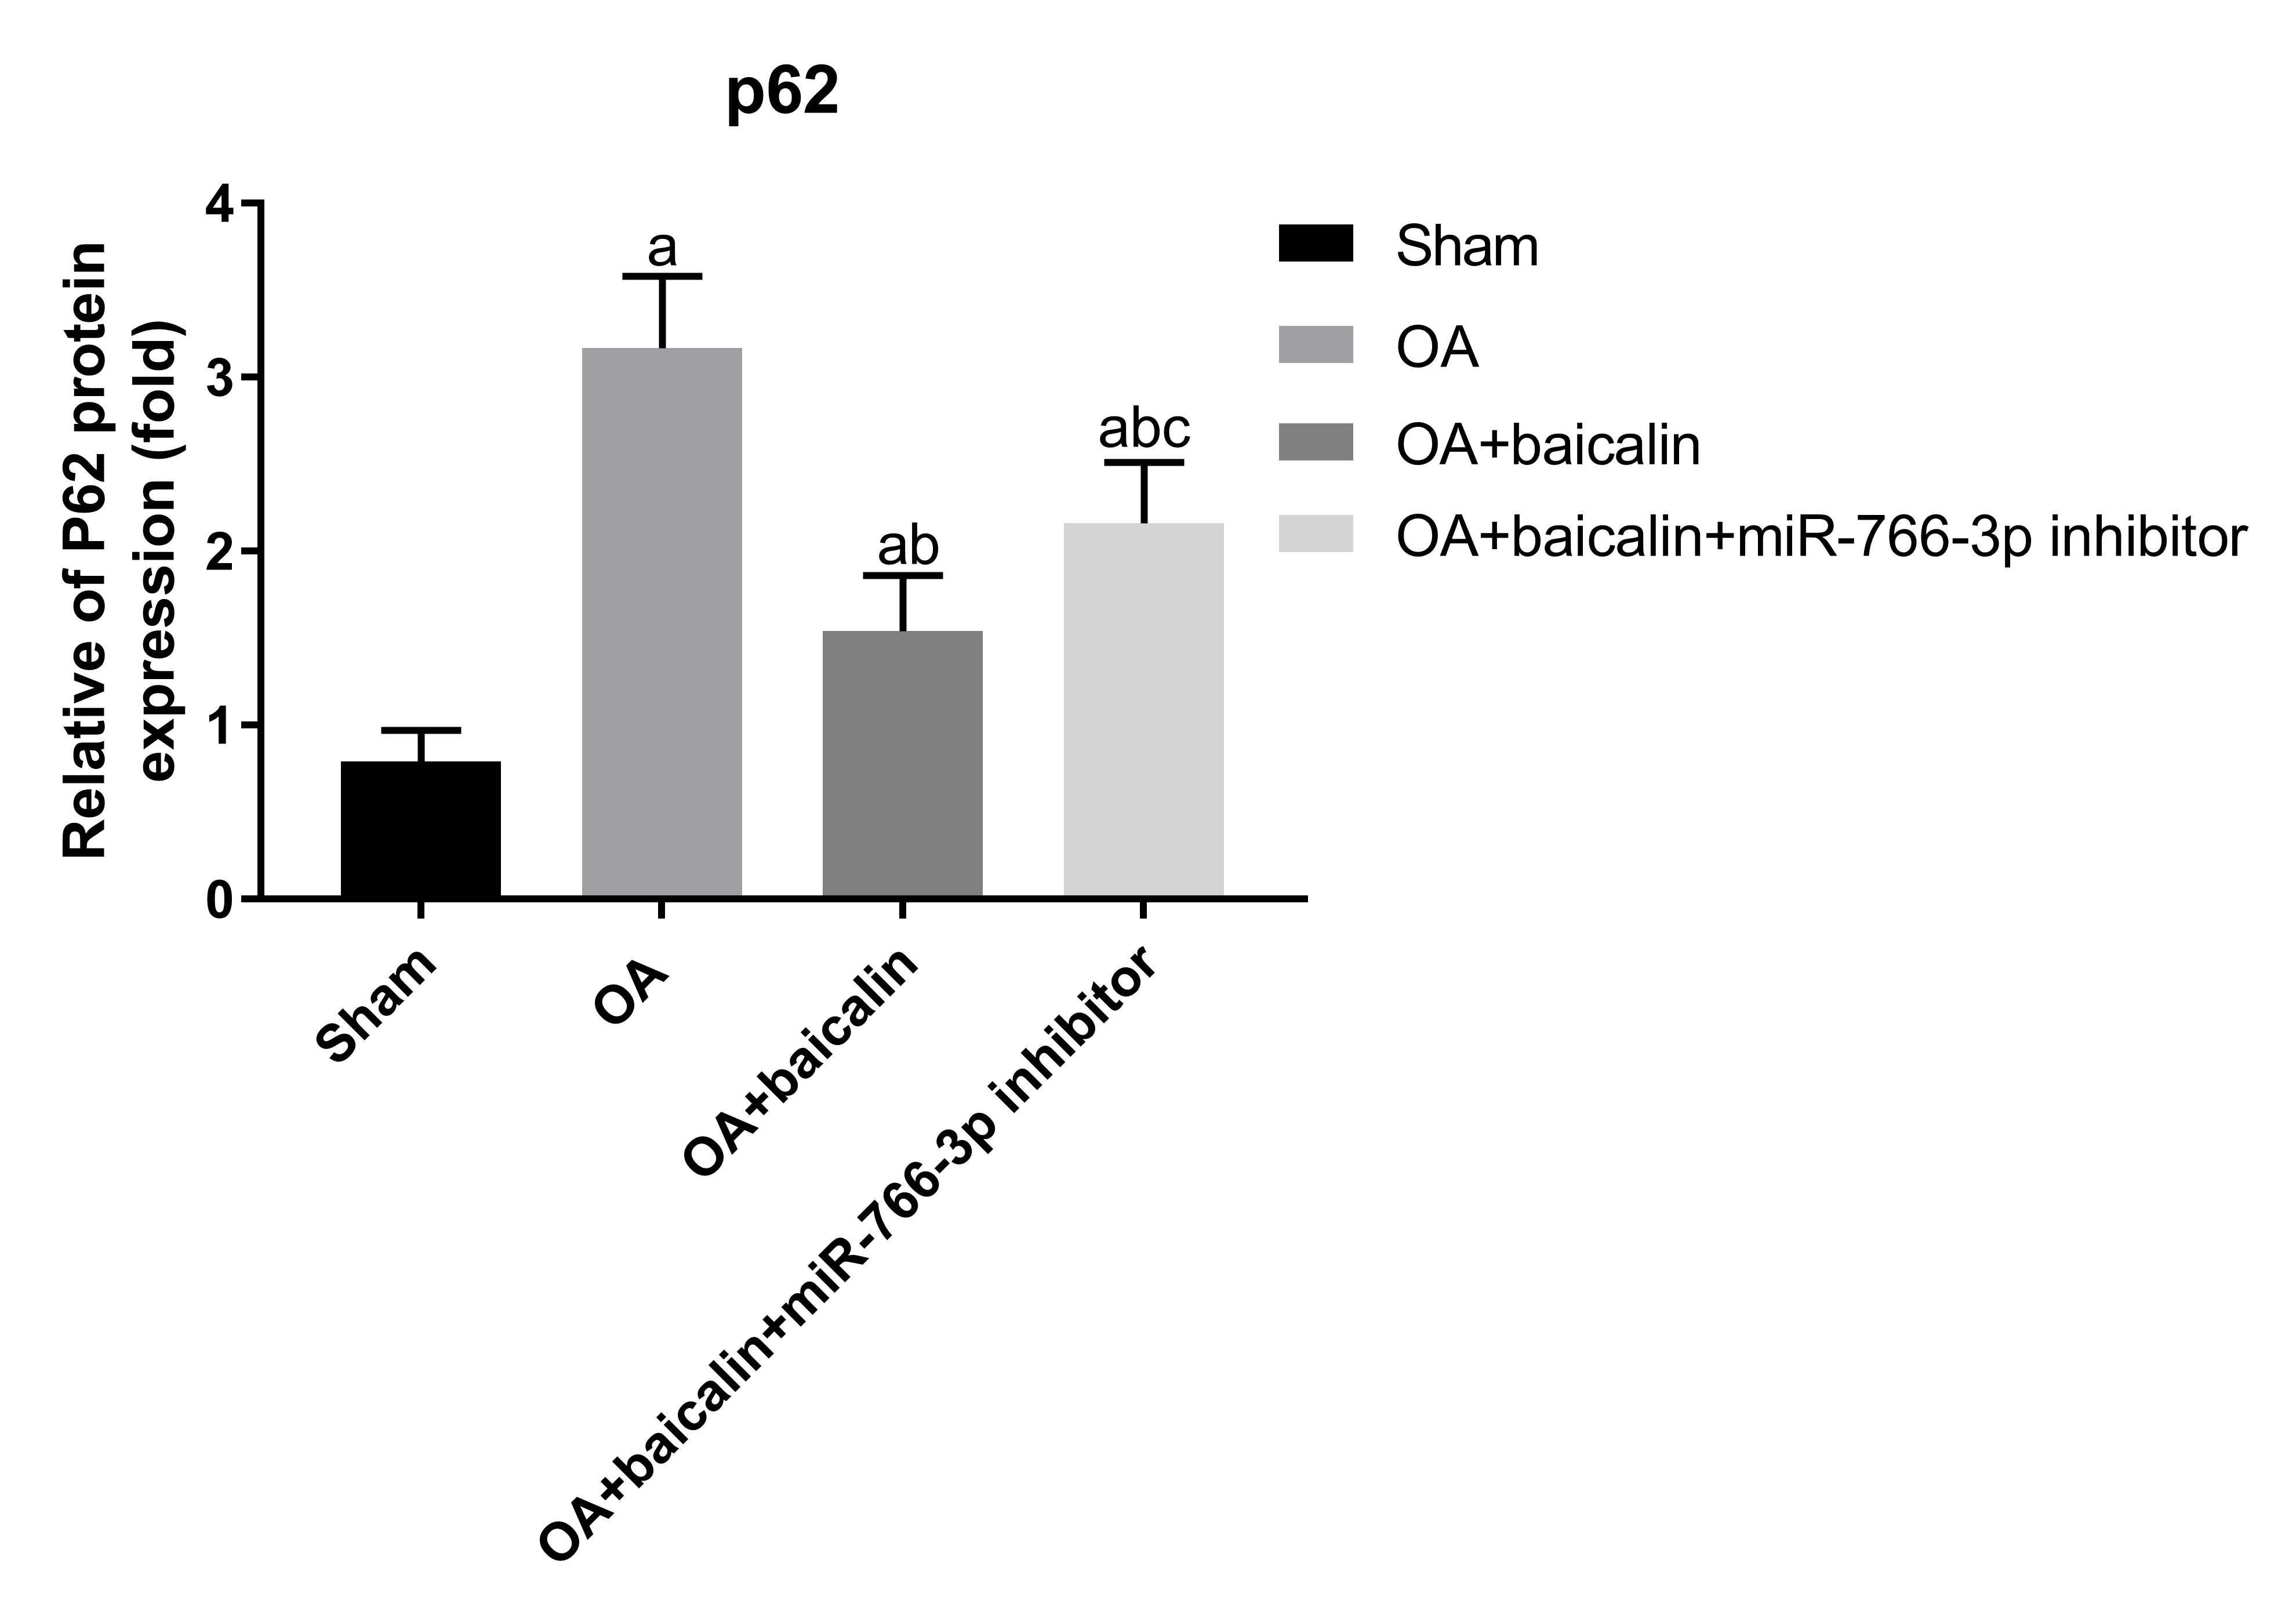 p62
Relative of P62 protein
expression (fold)
4
3
2
1
0
a
ab
abc
Sham
OA
OA+baicalin
OA+baicalin+miR-766-3p inhibitor
Sham
OA
OA+baicalin
OA+baicalin+miR-766-3p inhibitor